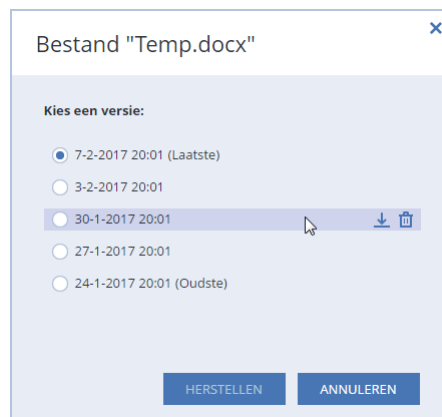 Bestand "Temp.docx"
Kies een versie:
7-2-2017 20:01 (Laatste)
3-2-2017 20:01
30-1-2017 20:01
27-1-2017 20:01
24-1-2017 20:01 (Oudste)
HERSTELLEN ANNULEREN